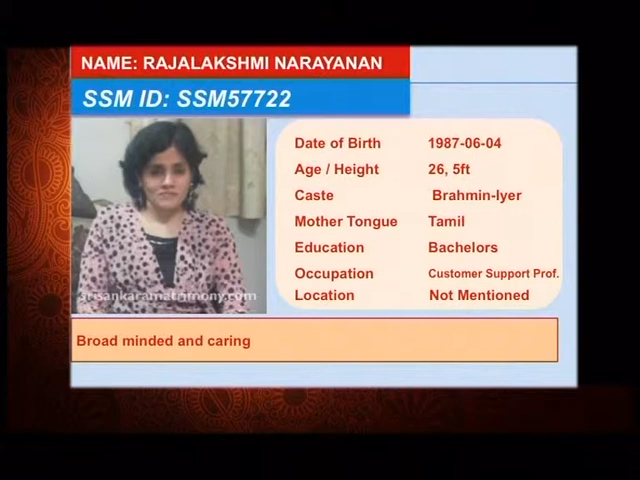 NAME: RAJALAKSHMI NARAYANAN
SSM ID: SSM57722
Date of Birth 1987-06-04
Age / Height 26, 5ft
Caste Brahmin-Iyer
Mother Tongue Tamil
Education Bachelors
Occupation Customer Support Prof.
Location Not Mentioned
srisankaramatrimony.com
Broad minded and caring